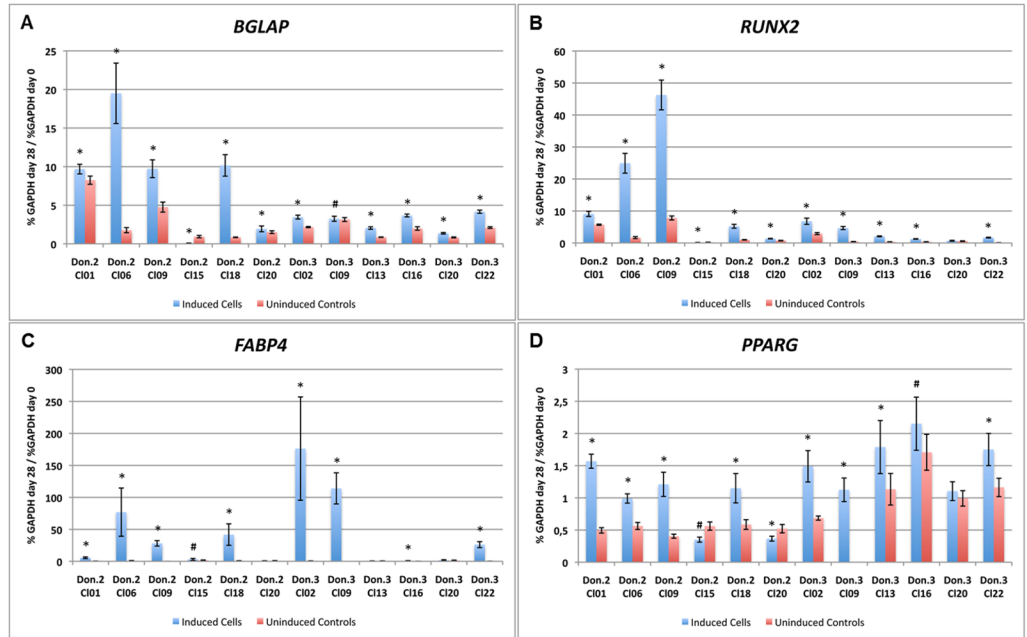 A
BGLAP
% GAPDH day 28 / %GAPDH day 0
25
20
15
10
5
0
* * * * * * * # * * * *
Don.2 Don.2 Don.2 Don.2 Don.2 Don.2 Don.3 Don.3 Don.3 Don.3 Don.3 Don.3
Cl01 Cl06 Cl09 Cl15 Cl18 Cl20 Cl02 Cl09 Cl13 Cl16 Cl20 Cl22
Induced Cells Uninduced Controls
B
RUNX2
% GAPDH day 28 / %GAPDH day 0
60
50
40
30
20
10
0
* * * * * * * * * * *
Don.2 Don.2 Don.2 Don.2 Don.2 Don.2 Don.3 Don.3 Don.3 Don.3 Don.3 Don.3
Cl01 Cl06 Cl09 Cl15 Cl18 Cl20 Cl02 Cl09 Cl13 Cl16 Cl20 Cl22
Induced Cells Uninduced Controls
C
FABP4
% GAPDH day 28 / %GAPDH day 0
300
250
200
150
100
50
0
* * * # * * * * *
Don.2 Don.2 Don.2 Don.2 Don.2 Don.2 Don.3 Don.3 Don.3 Don.3 Don.3 Don.3
Cl01 Cl06 Cl09 Cl15 Cl18 Cl20 Cl02 Cl09 Cl13 Cl16 Cl20 Cl22
Induced Cells Uninduced Controls
D
PPARG
% GAPDH day 28 / %GAPDH day 0
3
2,5
2
1,5
1
0,5
0
* * * # * * * * * # *
Don.2 Don.2 Don.2 Don.2 Don.2 Don.2 Don.3 Don.3 Don.3 Don.3 Don.3 Don.3
Cl01 Cl06 Cl09 Cl15 Cl18 Cl20 Cl02 Cl09 Cl13 Cl16 Cl20 Cl22
Induced Cells Uninduced Controls